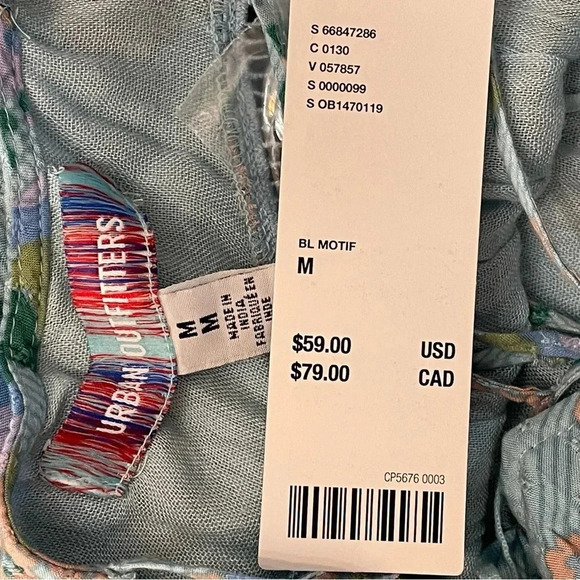 S 66847286
C 0130
V 057857
S 0000099
S OB1470119
BL MOTIF
M
$59.00 USD
$79.00 CAD
CP5676 0003
URBAN OUTFITTERS
M
M
MADE IN
INDIA
FABRIQUÉ EN
INDE